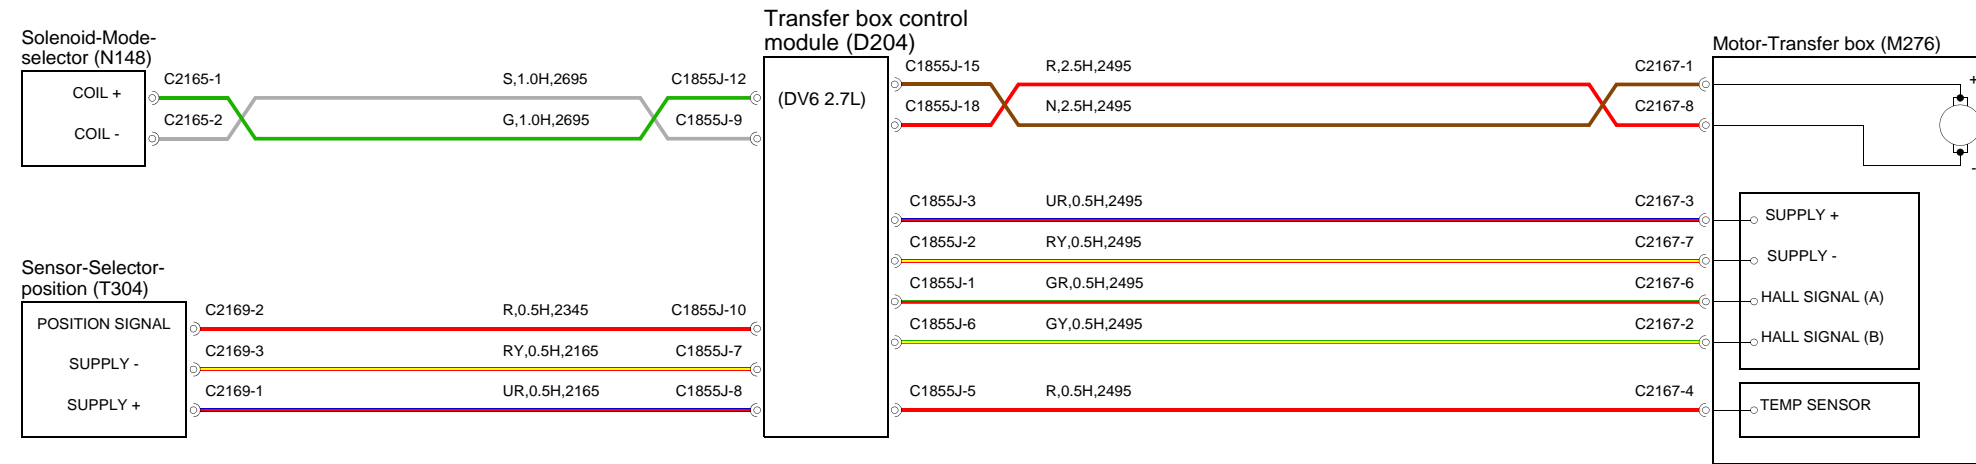 Transfer box control
module (D204)
(DV6 2.7L)
Solenoid-Mode-
selector (N148)
COIL +
COIL -
C2165-1
S,1.0H,2695
C1855J-12
C2165-2
G,1.0H,2695
C1855J-9
Sensor-Selector-
position (T304)
POSITION SIGNAL
SUPPLY -
SUPPLY +
C2169-2
R,0.5H,2345
C1855J-10
C2169-3
RY,0.5H,2165
C1855J-7
C2169-1
UR,0.5H,2165
C1855J-8
C1855J-15
R,2.5H,2495
C2167-1
C1855J-18
N,2.5H,2495
C2167-8
C1855J-3
UR,0.5H,2495
C2167-3
C1855J-2
RY,0.5H,2495
C2167-7
C1855J-1
GR,0.5H,2495
C2167-6
C1855J-6
GY,0.5H,2495
C2167-2
C1855J-5
R,0.5H,2495
C2167-4
Motor-Transfer box (M276)
+
-
SUPPLY +
SUPPLY -
HALL SIGNAL (A)
HALL SIGNAL (B)
TEMP SENSOR